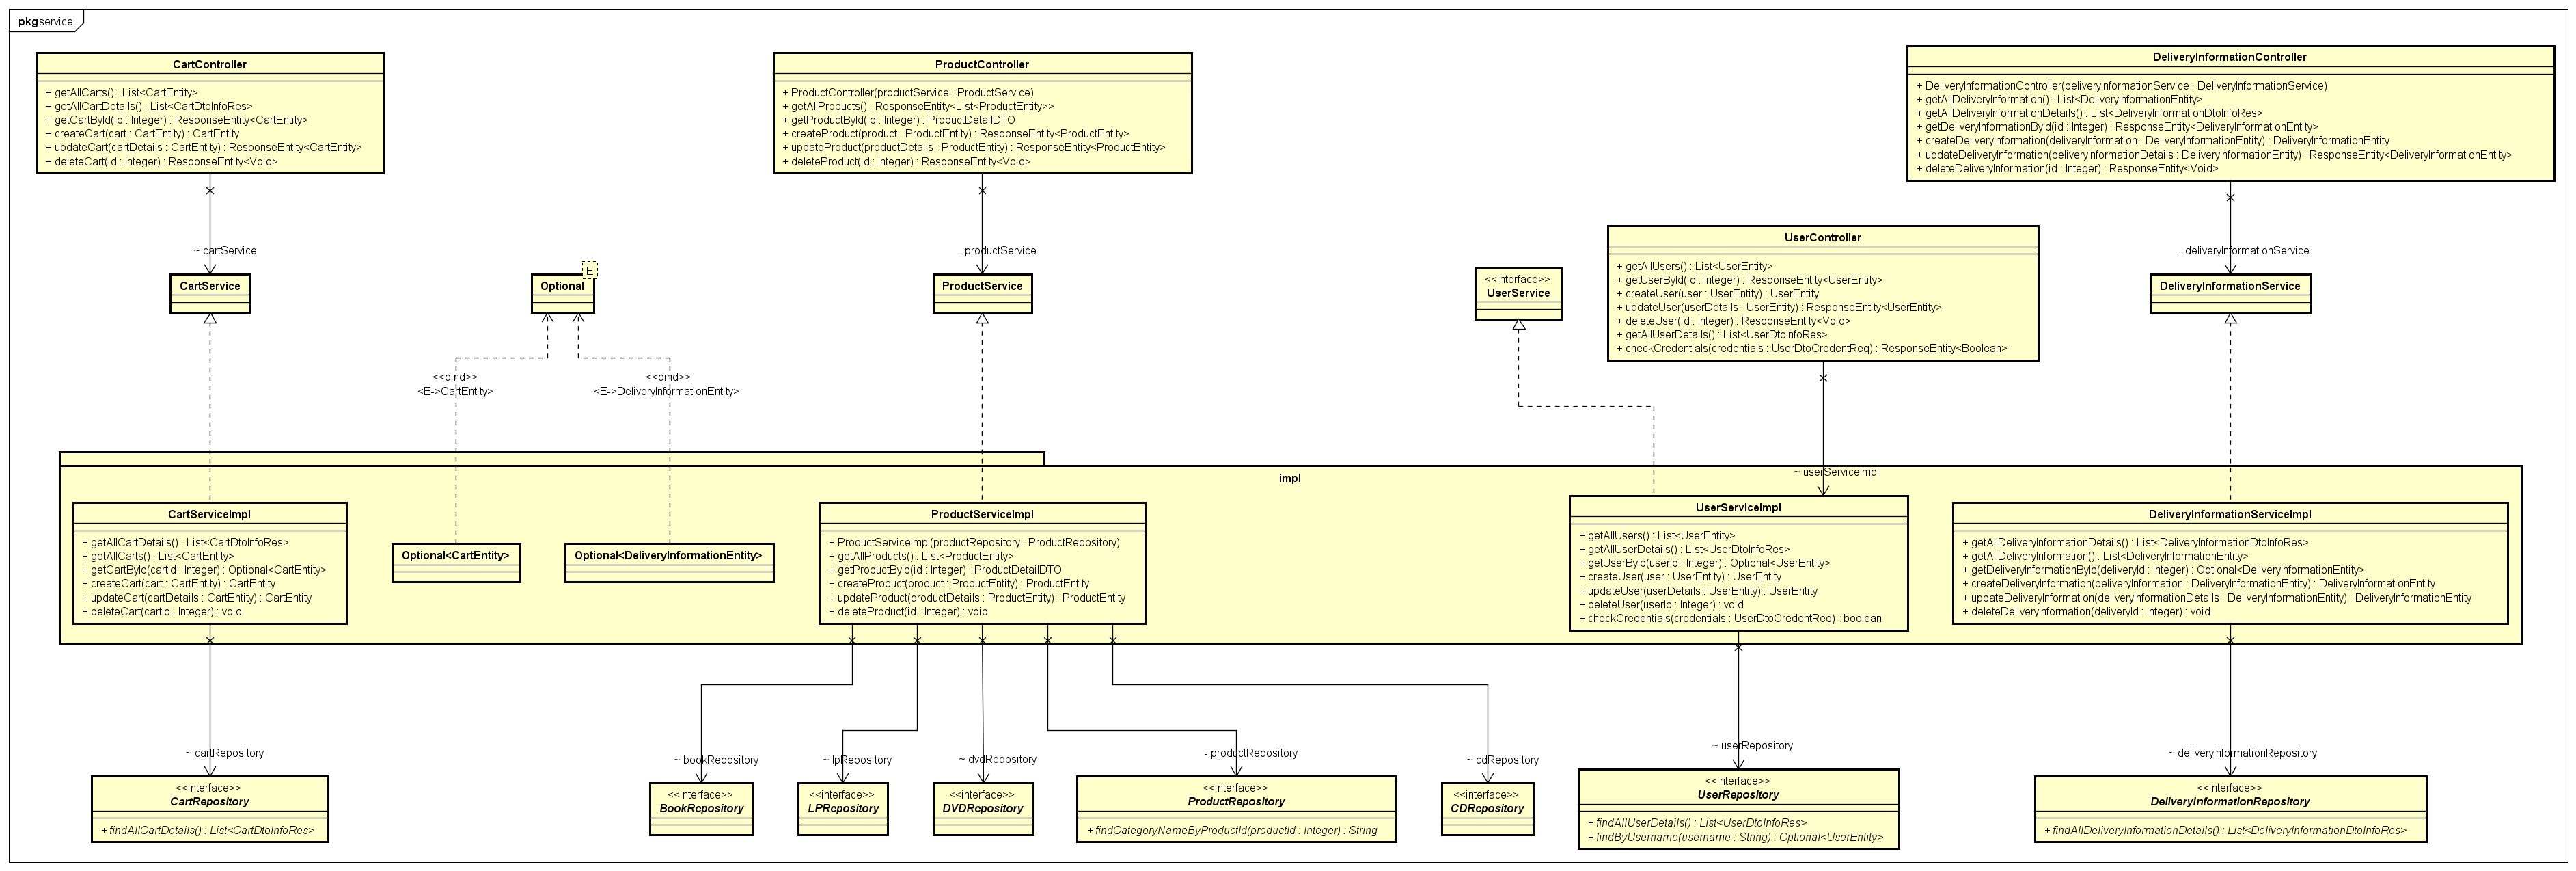 pkg service
CartController
+ getAllCarts() : List<CartEntity>
+ getAllCartDetails() : List<CartDtoInfoRes>
+ getCartById(id : Integer) : ResponseEntity<CartEntity>
+ createCart(cart : CartEntity) : CartEntity
+ updateCart(cartDetails : CartEntity) : ResponseEntity<CartEntity>
+ deleteCart(id : Integer) : ResponseEntity<Void>
ProductController
+ ProductController(productService : ProductService)
+ getAllProducts() : ResponseEntity<List<ProductEntity>>
+ getProductById(id : Integer) : ProductDetailDTO
+ createProduct(product : ProductEntity) : ResponseEntity<ProductEntity>
+ updateProduct(productDetails : ProductEntity) : ResponseEntity<ProductEntity>
+ deleteProduct(id : Integer) : ResponseEntity<Void>
DeliveryInformationController
+ DeliveryInformationController(deliveryInformationService : DeliveryInformationService)
+ getAllDeliveryInformation() : List<DeliveryInformationEntity>
+ getAllDeliveryInformationDetails() : List<DeliveryInformationDtoInfoRes>
+ getDeliveryInformationById(id : Integer) : ResponseEntity<DeliveryInformationEntity>
+ createDeliveryInformation(deliveryInformation : DeliveryInformationEntity) : DeliveryInformationEntity
+ updateDeliveryInformation(deliveryInformationDetails : DeliveryInformationEntity) : ResponseEntity<DeliveryInformationEntity>
+ deleteDeliveryInformation(id : Integer) : ResponseEntity<Void>
UserController
+ getAllUsers() : List<UserEntity>
+ getUserById(id : Integer) : ResponseEntity<UserEntity>
+ createUser(user : UserEntity) : UserEntity
+ updateUser(userDetails : UserEntity) : ResponseEntity<UserEntity>
+ deleteUser(id : Integer) : ResponseEntity<Void>
+ getAllUserDetails() : List<UserDtoInfoRes>
+ checkCredentials(credentials : UserDtoCredentReq) : ResponseEntity<Boolean>
~ cartService
- productService
- deliveryInformationService
CartService
E
Optional
ProductService
<<interface>>
UserService
DeliveryInformationService
<<bind>>
<E->CartEntity>
<<bind>>
<E->DeliveryInformationEntity>
~ userServiceImpl
impl
CartServiceImpl
+ getAllCartDetails() : List<CartDtoInfoRes>
+ getAllCarts() : List<CartEntity>
+ getCartById(cartId : Integer) : Optional<CartEntity>
+ createCart(cart : CartEntity) : CartEntity
+ updateCart(cartDetails : CartEntity) : CartEntity
+ deleteCart(cartId : Integer) : void
Optional<CartEntity>
Optional<DeliveryInformationEntity>
ProductServiceImpl
+ ProductServiceImpl(productRepository : ProductRepository)
+ getAllProducts() : List<ProductEntity>
+ getProductById(id : Integer) : ProductDetailDTO
+ createProduct(product : ProductEntity) : ProductEntity
+ updateProduct(productDetails : ProductEntity) : ProductEntity
+ deleteProduct(id : Integer) : void
UserServiceImpl
+ getAllUsers() : List<UserEntity>
+ getAllUserDetails() : List<UserDtoInfoRes>
+ getUserById(userId : Integer) : Optional<UserEntity>
+ createUser(user : UserEntity) : UserEntity
+ updateUser(userDetails : UserEntity) : UserEntity
+ deleteUser(userId : Integer) : void
+ checkCredentials(credentials : UserDtoCredentReq) : boolean
DeliveryInformationServiceImpl
+ getAllDeliveryInformationDetails() : List<DeliveryInformationDtoInfoRes>
+ getAllDeliveryInformation() : List<DeliveryInformationEntity>
+ getDeliveryInformationById(deliveryId : Integer) : Optional<DeliveryInformationEntity>
+ createDeliveryInformation(deliveryInformation : DeliveryInformationEntity) : DeliveryInformationEntity
+ updateDeliveryInformation(deliveryInformationDetails : DeliveryInformationEntity) : DeliveryInformationEntity
+ deleteDeliveryInformation(deliveryId : Integer) : void
~ cartRepository
~ bookRepository
~ lpRepository
~ dvdRepository
- productRepository
~ cdRepository
~ userRepository
~ deliveryInformationRepository
<<interface>>
CartRepository
+ findAllCartDetails() : List<CartDtoInfoRes>
<<interface>>
BookRepository
<<interface>>
LPRepository
<<interface>>
DVDRepository
<<interface>>
ProductRepository
+ findCategoryNameByProductId(productId : Integer) : String
<<interface>>
CDRepository
<<interface>>
UserRepository
+ findAllUserDetails() : List<UserDtoInfoRes>
+ findByUsername(username : String) : Optional<UserEntity>
<<interface>>
DeliveryInformationRepository
+ findAllDeliveryInformationDetails() : List<DeliveryInformationDtoInfoRes>